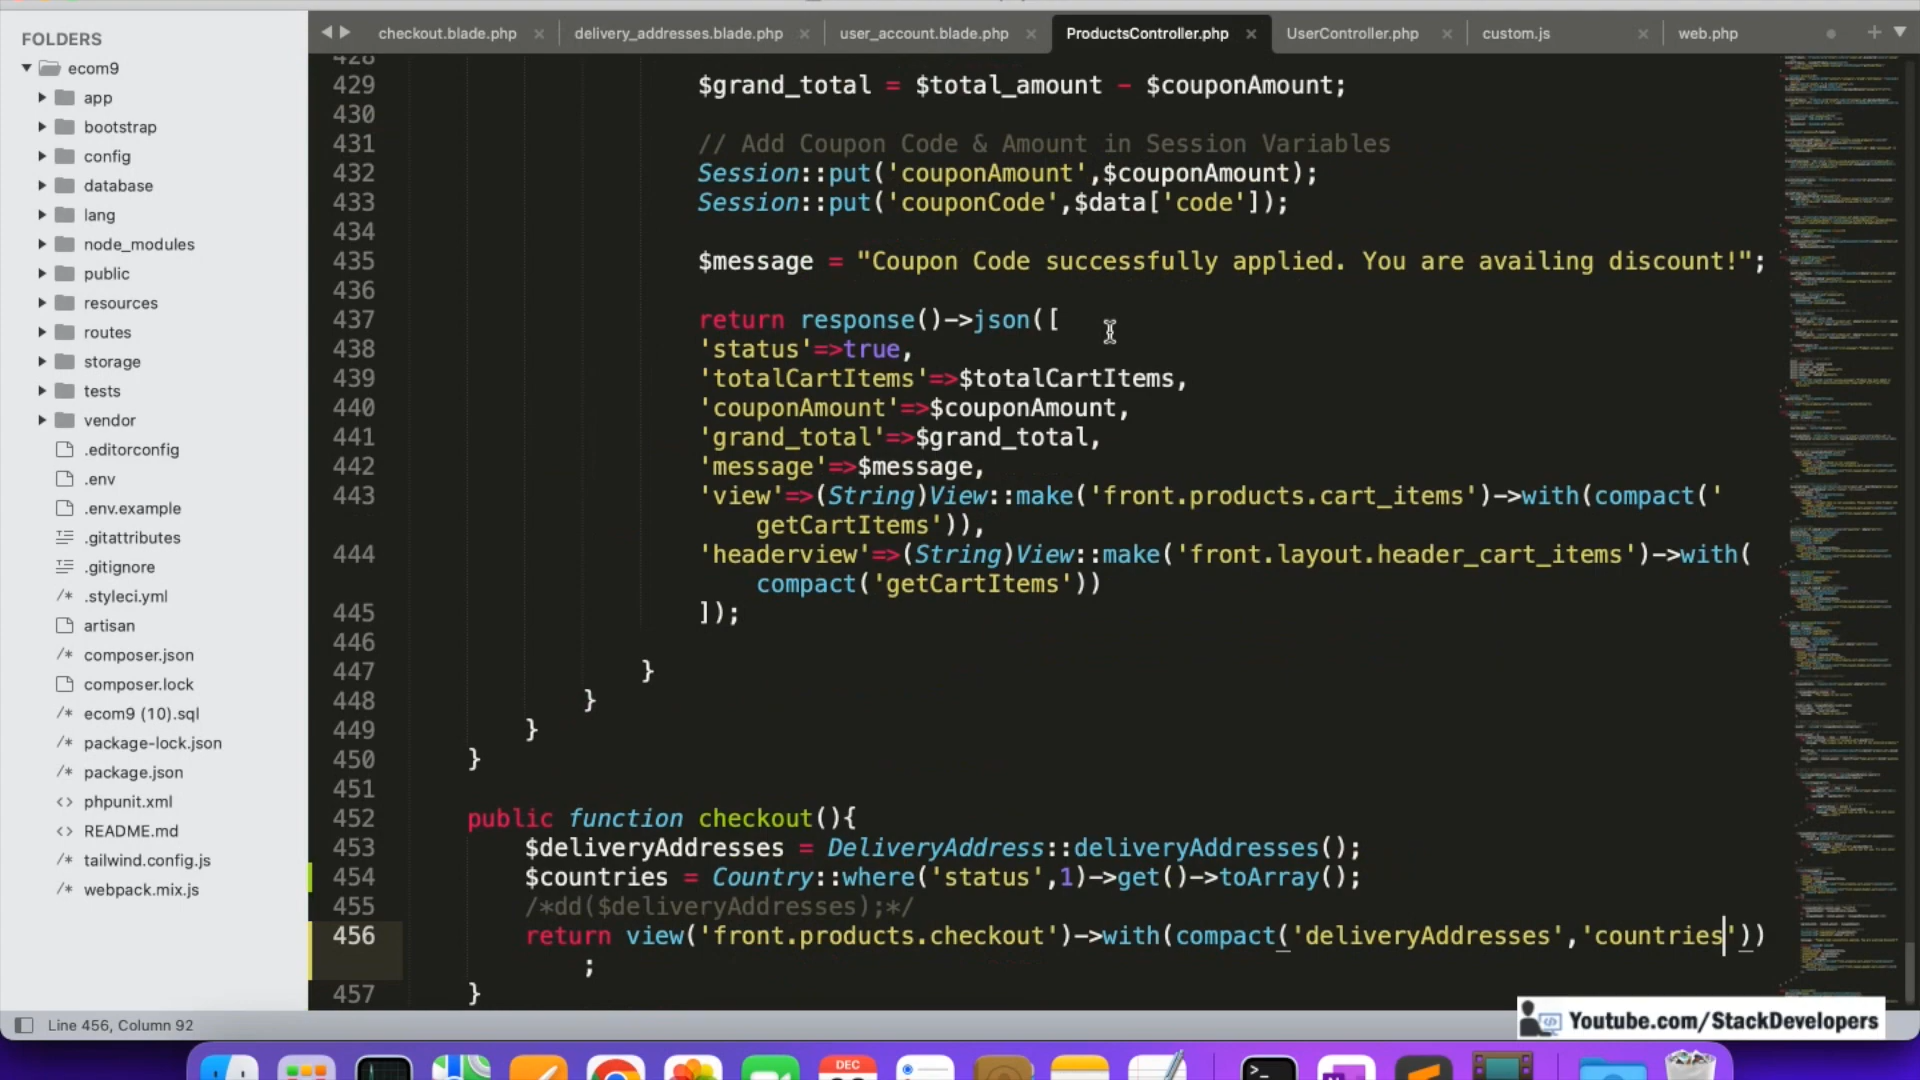 FOLDERS
ecom9
app
bootstrap
config
database
lang
node_modules
public
resources
routes
storage
tests
vendor
.editorconfig
.env
.env.example
.gitattributes
.gitignore
.styleci.yml
artisan
composer.json
composer.lock
ecom9 (10).sql
package-lock.json
package.json
phpunit.xml
README.md
tailwind.config.js
webpack.mix.js
checkout.blade.php
delivery_addresses.blade.php
user_account.blade.php
ProductsController.php
UserController.php
custom.js
web.php
428
429 $grand_total = $total_amount - $couponAmount;
430
431 // Add Coupon Code & Amount in Session Variables
432 Session::put('couponAmount',$couponAmount);
433 Session::put('couponCode',$data['code']);
434
435 $message = "Coupon Code successfully applied. You are availing discount!";
436
437 return response()->json([
438 'status'=>true,
439 'totalCartItems'=>$totalCartItems,
440 'couponAmount'=>$couponAmount,
441 'grand_total'=>$grand_total,
442 'message'=>$message,
443 'view'=>(String)View::make('front.products.cart_items')->with(compact('
getCartItems')),
444 'headerview'=>(String)View::make('front.layout.header_cart_items')->with(
compact('getCartItems'))
445 ]);
446
447 }
448 }
449 }
450 }
451
452 public function checkout(){
453 $deliveryAddresses = DeliveryAddress::deliveryAddresses();
454 $countries = Country::where('status',1)->get()->toArray();
455 /*dd($deliveryAddresses);*/
456 return view('front.products.checkout')->with(compact('deliveryAddresses','countries'))
;
457 }
Line 456, Column 92
Youtube.com/StackDevelopers
DEC